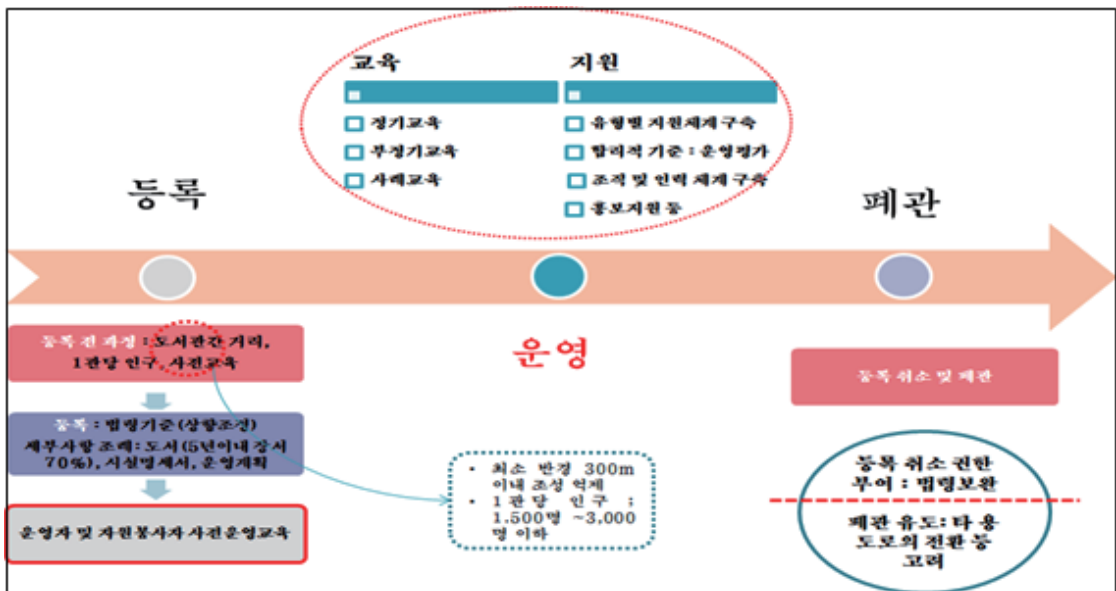 교육
정기교육
부정기교육
사례교육
지원
유형별 지원체계 구축
합리적 기준 : 운영평가
조직 및 인력 체계 구축
홍보지원 등
등록
운영
폐관
등록 전 과정 : 도서관간 거리,
1관당 인구 사전교육
등록 : 법령기준(상향조정)
세부사항 조례: 도서(5년이내 장서
70%), 시설명세서, 운영계획
운영자 및 자원봉사자 사전운영교육
• 최소 반경 300m
이내 조성 억제
• 1관당 인구 :
1.500명 ~3.000
명 이하
등록 취소 및 폐관
등록 취소 권한
부여 : 법령보완
폐관 유도: 타 용
도로의 전환 등
고려